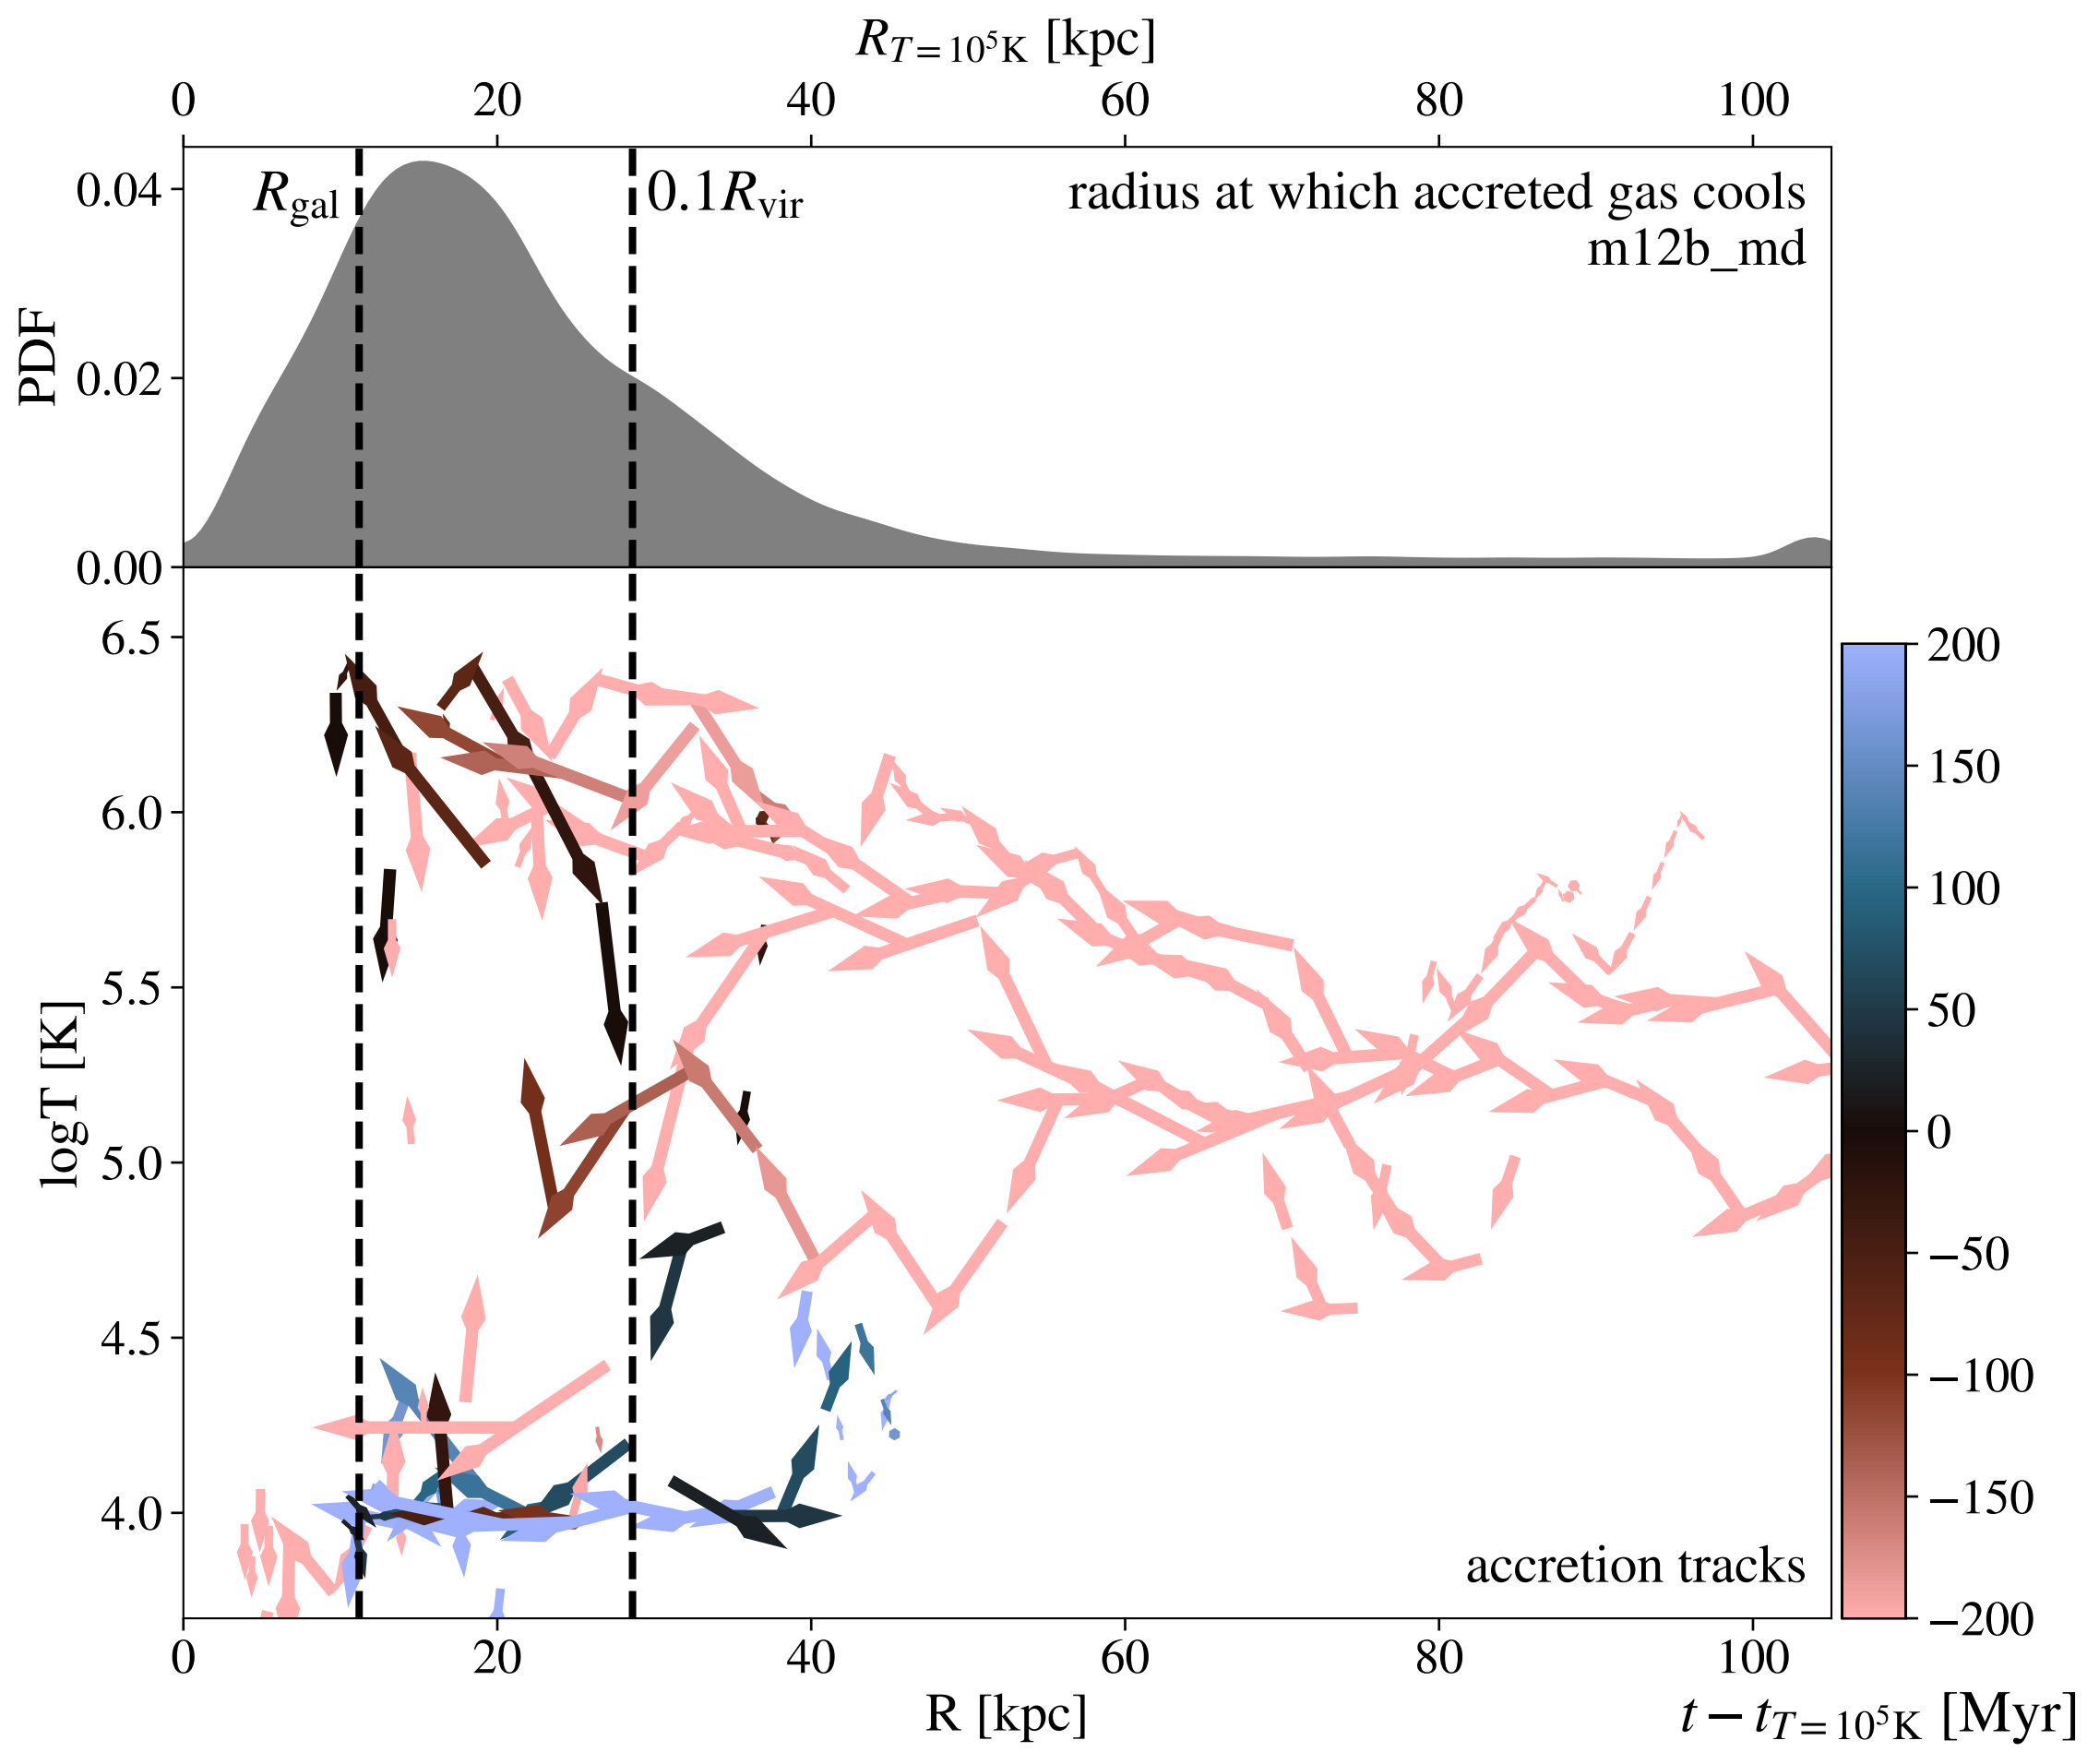 R_{T=10^5K} [kpc]
0 20 40 60 80 100
R_gal
0.1R_vir
radius at which accreted gas cools
m12b_md
PDF
0.04
0.02
0.00
logT [K]
6.5
6.0
5.5
5.0
4.5
4.0
accretion tracks
0 20 40 60 80 100
R [kpc]
200
150
100
50
0
−50
−100
−150
−200
t − t_{T=10^5K} [Myr]